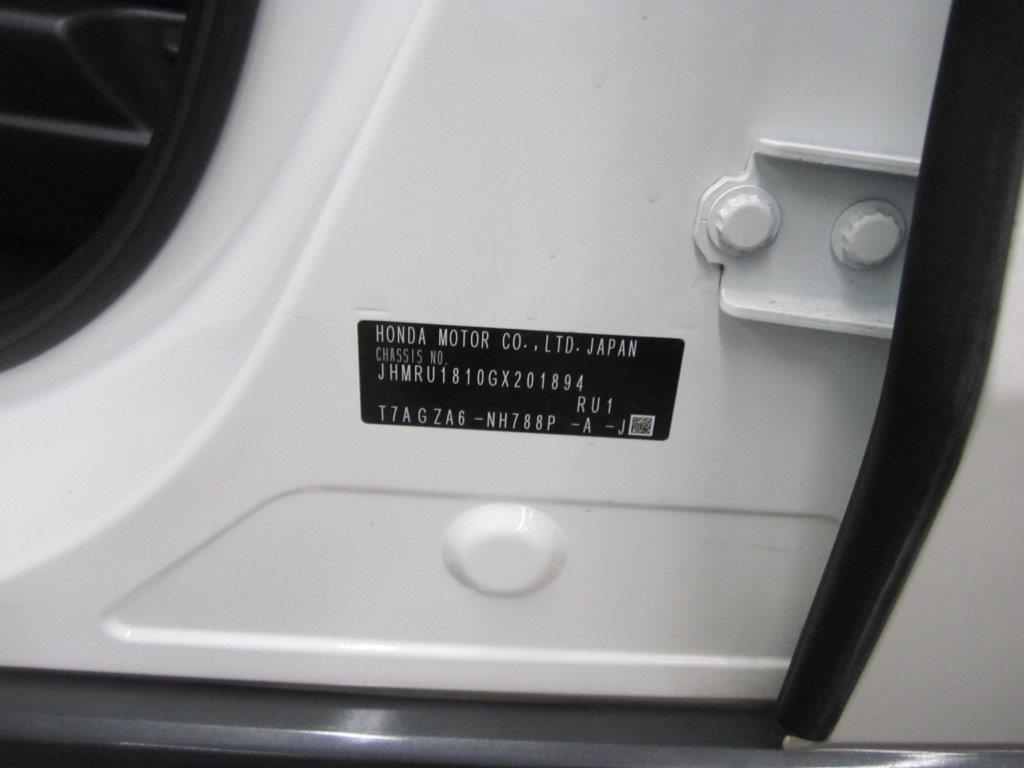 HONDA MOTOR CO.,LTD.JAPAN
CHASSIS NO.
JHMRU1810GX201894
RU1
T7AGZA6-NH788P -A -J